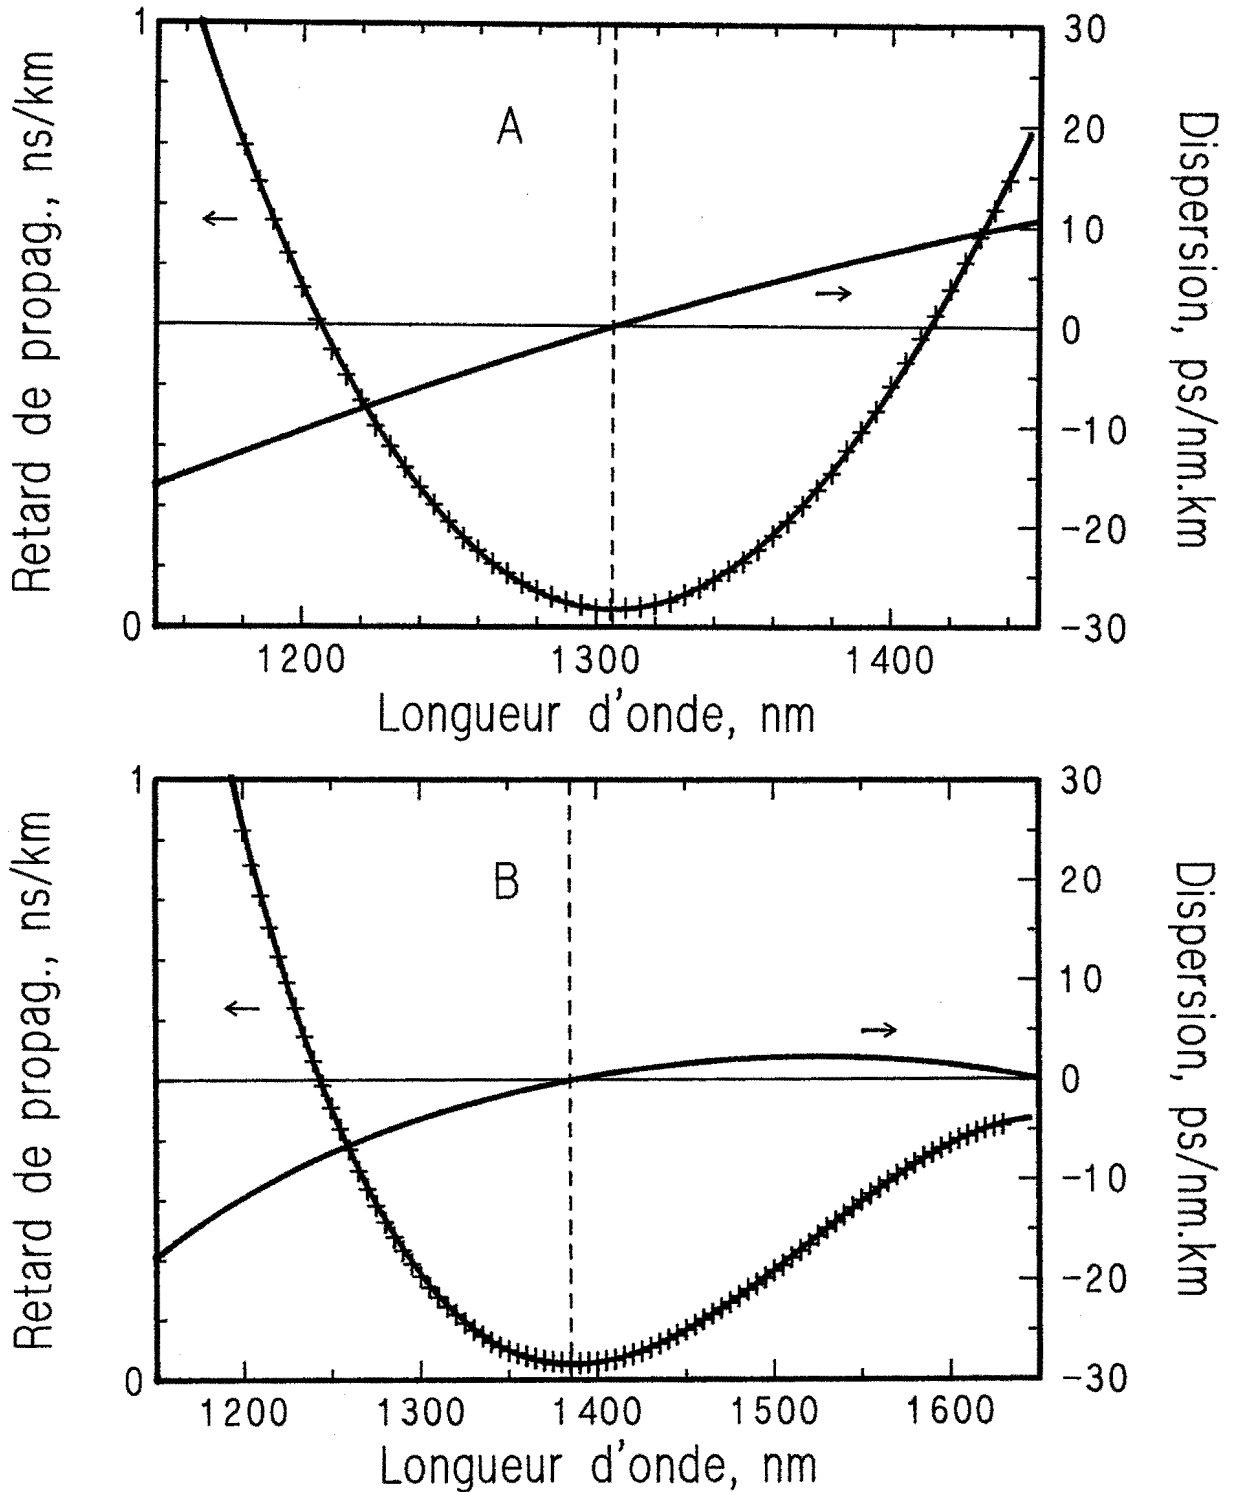 1
30
A
20
10
0
-10
-20
0
-30
Retard de propag., ns/km
Dispersion, ps/nm.km
1200 1300 1400
Longueur d'onde, nm
1
30
B
20
10
0
-10
-20
0
-30
Retard de propag., ns/km
Dispersion, ps/nm.km
1200 1300 1400 1500 1600
Longueur d'onde, nm